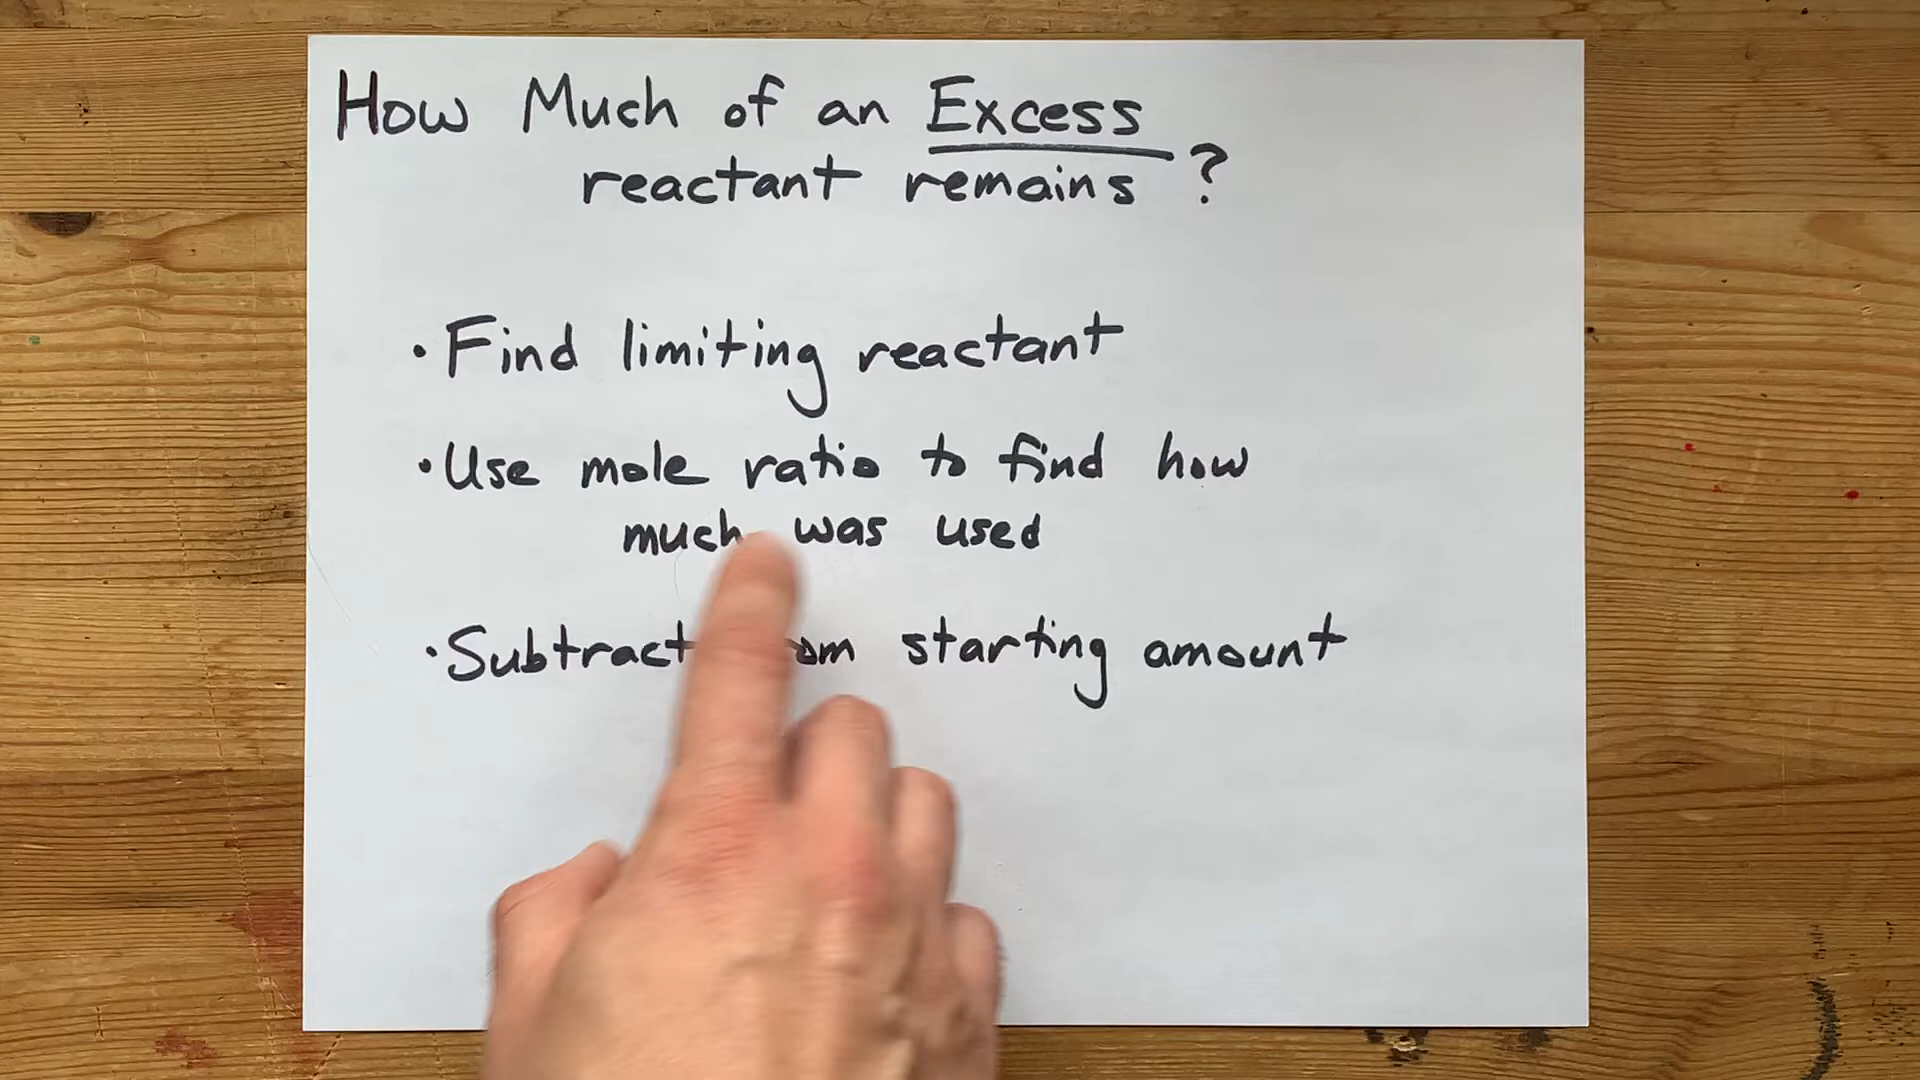 How Much of an Excess
reactant remains ?
• Find limiting reactant
• Use mole ratio to find how
much was used
• Subtract starting amount